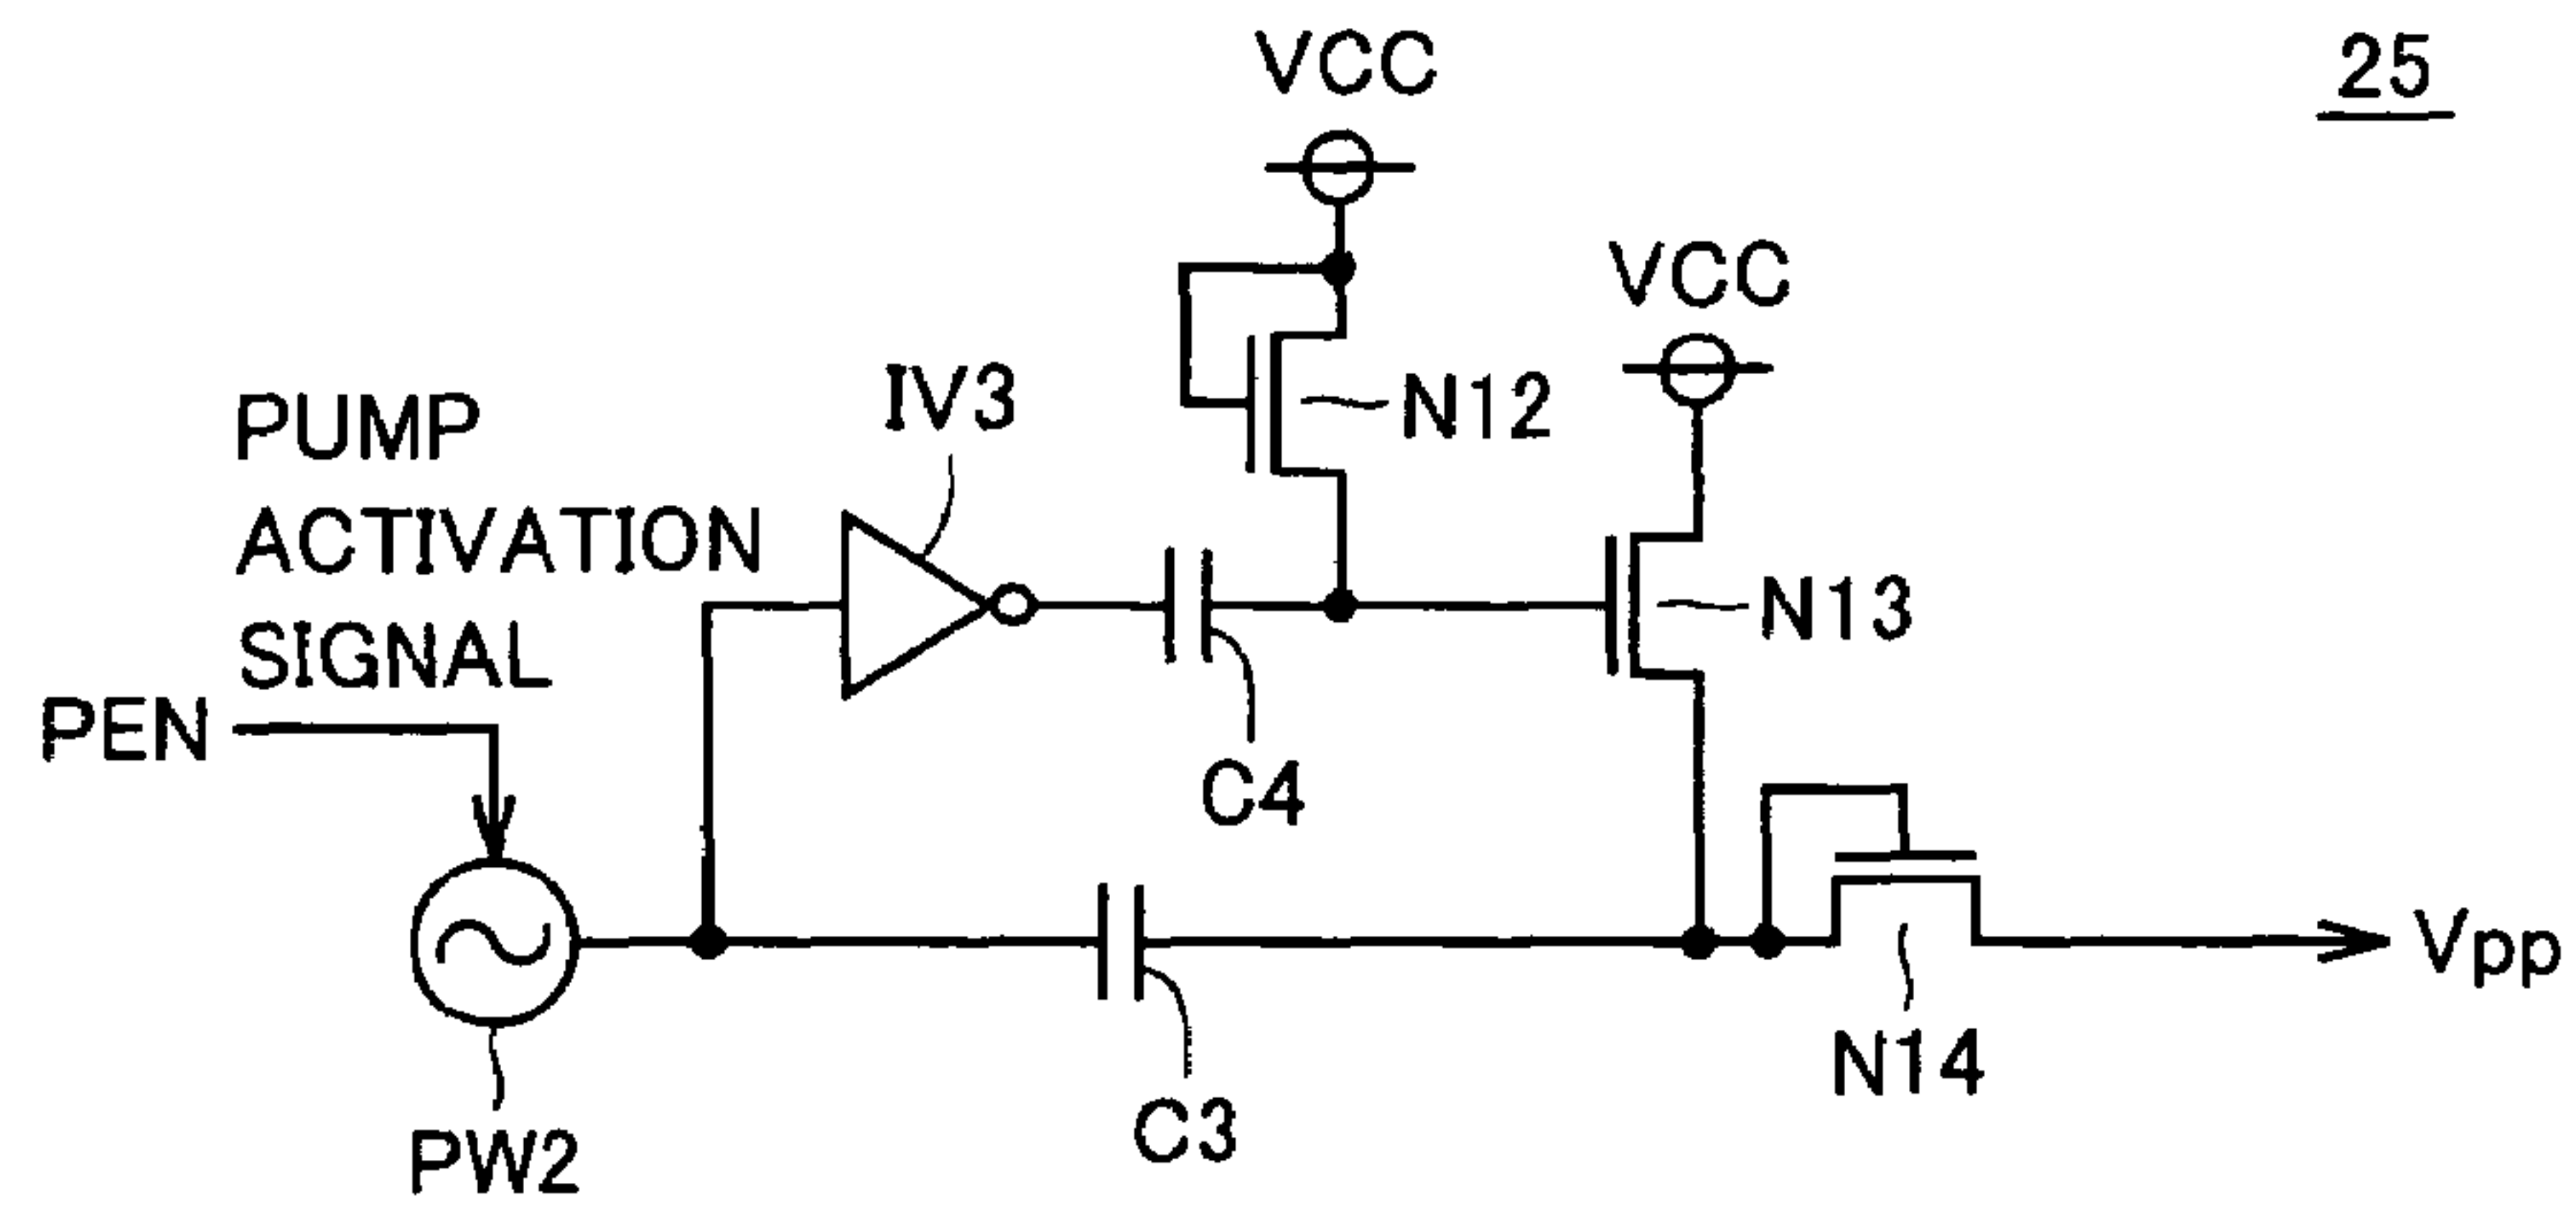 25
VCC
VCC
N12
IV3
PUMP
ACTIVATION
SIGNAL
PEN
N13
C4
Vpp
N14
C3
PW2